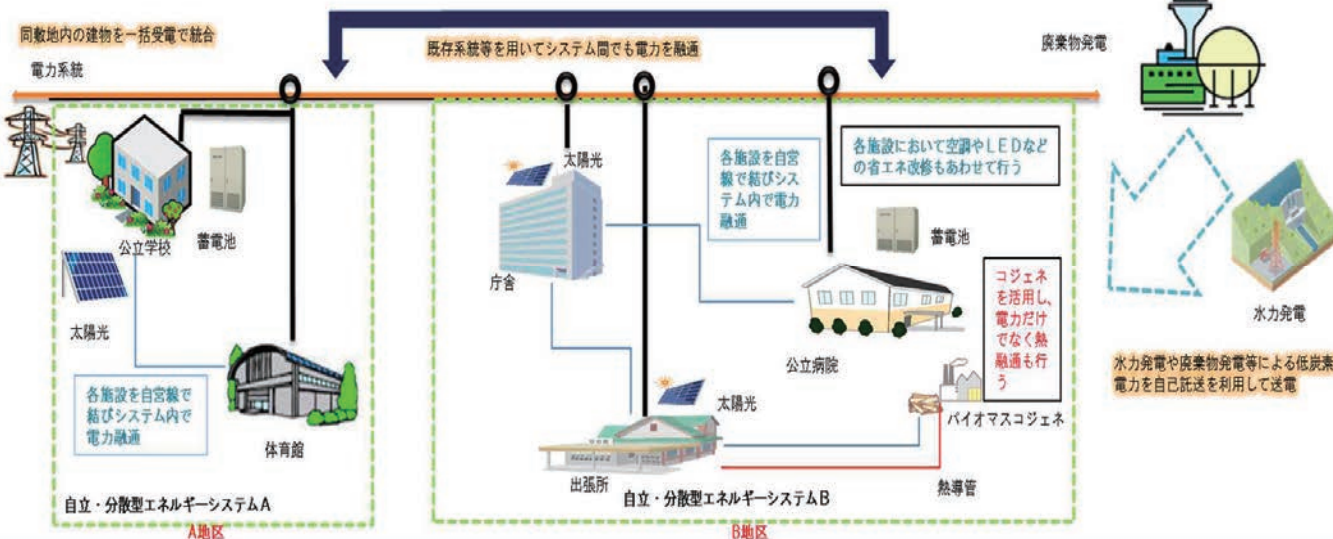 同敷地内の建物を一括受電で統合
電力系統
既存系統等を用いてシステム間でも電力を融通
廃棄物発電
公立学校
蓄電池
太陽光
各施設を自営線で
結びシステム内で
電力融通
体育館
自立・分散型エネルギーシステムA
A地区
太陽光
庁舎
各施設を自営
線で結びシス
テム内で電力
融通
各施設において空調やLEDなど
の省エネ改修もあわせて行う
蓄電池
公立病院
コジェネ
を活用し、
電力だけ
でなく熱
融通も行
う
太陽光
バイオマスコジェネ
出張所
熱導管
自立・分散型エネルギーシステムB
B地区
水力発電
水力発電や廃棄物発電等による低炭素
電力を自己託送を利用して送電